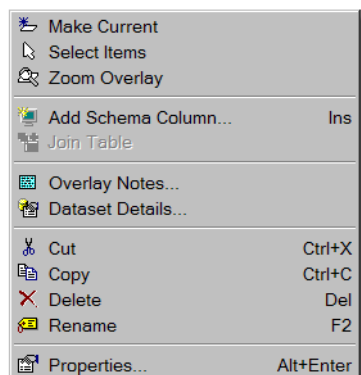 Make Current
Select Items
Zoom Overlay
Add Schema Column... Ins
Join Table
Overlay Notes...
Dataset Details...
Cut Ctrl+X
Copy Ctrl+C
Delete Del
Rename F2
Properties... Alt+Enter